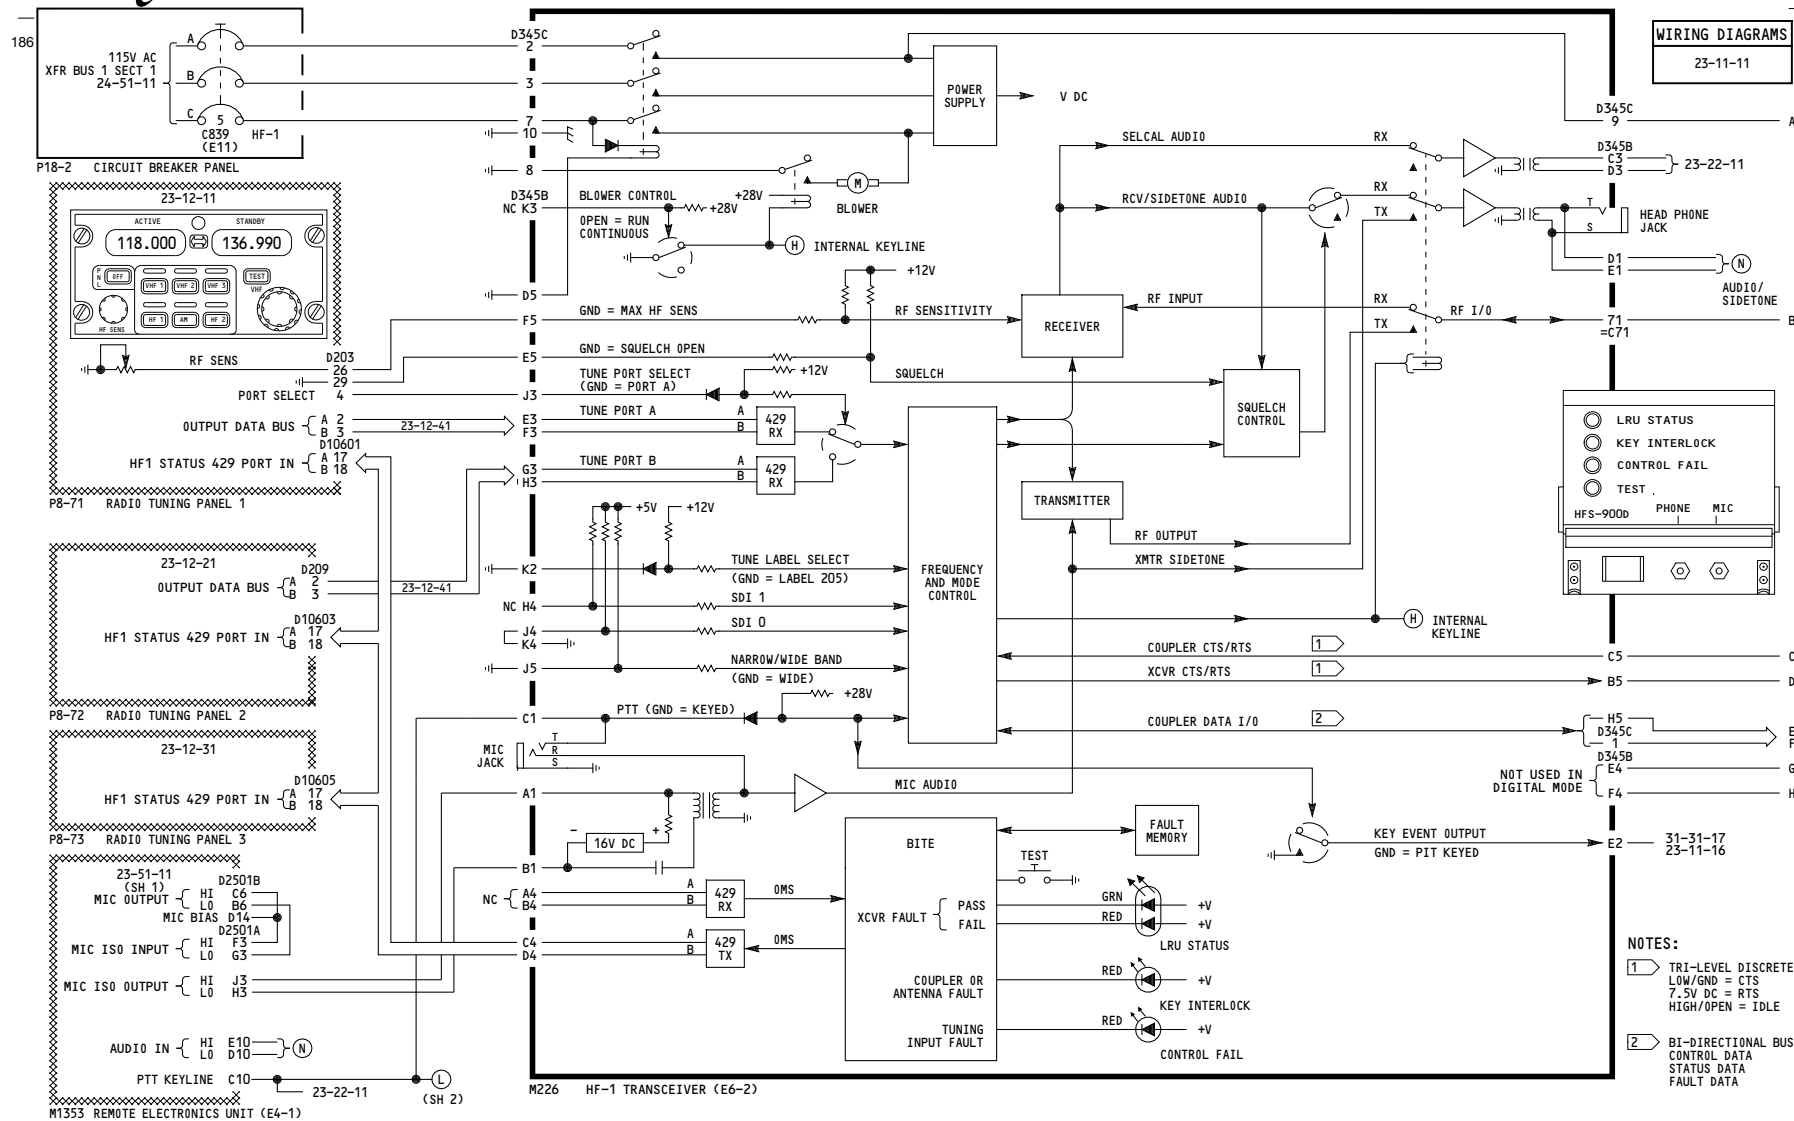 186
WIRING DIAGRAMS
23-11-11
115V AC
XFR BUS 1 SECT 1
24-51-11
A
B
C
5
C839
(E11)
HF-1
P18-2 CIRCUIT BREAKER PANEL
23-12-11
ACTIVE
STANDBY
118.000
136.990
P
N
L
OFF
VHF 1
VHF 2
VHF 3
TEST
VHF
HF 1
AM
HF 2
HF SENS
RF SENS
D203
26
29
PORT SELECT 4
OUTPUT DATA BUS
A 2
B 3
23-12-41
D10601
HF1 STATUS 429 PORT IN
A 17
B 18
P8-71 RADIO TUNING PANEL 1
23-12-21
D209
OUTPUT DATA BUS
A 2
B 3
23-12-41
D10603
HF1 STATUS 429 PORT IN
A 17
B 18
P8-72 RADIO TUNING PANEL 2
23-12-31
D10605
HF1 STATUS 429 PORT IN
A 17
B 18
P8-73 RADIO TUNING PANEL 3
23-51-11
(SH 1)
D2501B
MIC OUTPUT
HI C6
LO B6
MIC BIAS D14
D2501A
MIC ISO INPUT
HI F3
LO G3
MIC ISO OUTPUT
HI J3
LO H3
AUDIO IN
HI E10
LO D10
N
PTT KEYLINE C10
23-22-11
L
(SH 2)
M1353 REMOTE ELECTRONICS UNIT (E4-1)
D345C
2
3
7
10
8
D345B
NC K3
D5
F5
E5
J3
E3
F3
G3
H3
K2
NC H4
J4
K4
J5
C1
MIC
JACK
T
R
S
A1
B1
NC
A4
B4
C4
D4
POWER
SUPPLY
V DC
BLOWER CONTROL
OPEN = RUN
CONTINUOUS
+28V
+28V
M
BLOWER
H
INTERNAL KEYLINE
GND = MAX HF SENS
+12V
RF SENSITIVITY
GND = SQUELCH OPEN
TUNE PORT SELECT
(GND = PORT A)
+12V
SQUELCH
TUNE PORT A
A
B
429
RX
TUNE PORT B
A
B
429
RX
+5V
+12V
TUNE LABEL SELECT
(GND = LABEL 205)
SDI 1
SDI 0
NARROW/WIDE BAND
(GND = WIDE)
+28V
PTT (GND = KEYED)
FREQUENCY
AND MODE
CONTROL
RECEIVER
TRANSMITTER
SQUELCH
CONTROL
SELCAL AUDIO
RX
RCV/SIDETONE AUDIO
RX
TX
RF INPUT
RX
TX
RF I/O
RF OUTPUT
XMTR SIDETONE
H
INTERNAL
KEYLINE
COUPLER CTS/RTS
1
XCVR CTS/RTS
1
COUPLER DATA I/O
2
MIC AUDIO
-
+
16V DC
A
B
429
RX
OMS
A
B
429
TX
OMS
BITE
FAULT
MEMORY
TEST
XCVR FAULT
PASS
FAIL
GRN
RED
+V
+V
LRU STATUS
COUPLER OR
ANTENNA FAULT
RED
+V
KEY INTERLOCK
TUNING
INPUT FAULT
RED
+V
CONTROL FAIL
KEY EVENT OUTPUT
GND = PIT KEYED
M226 HF-1 TRANSCEIVER (E6-2)
D345C
9
A
D345B
C3
D3
23-22-11
T
S
HEAD PHONE
JACK
D1
E1
N
AUDIO/
SIDETONE
71
=C71
B
LRU STATUS
KEY INTERLOCK
CONTROL FAIL
TEST
HFS-900D
PHONE
MIC
C5
C
B5
D
H5
D345C
1
E
F
D345B
NOT USED IN
DIGITAL MODE
E4
F4
G
H
E2
31-31-17
23-11-16
NOTES:
1 TRI-LEVEL DISCRETE
LOW/GND = CTS
7.5V DC = RTS
HIGH/OPEN = IDLE
2 BI-DIRECTIONAL BUS
CONTROL DATA
STATUS DATA
FAULT DATA